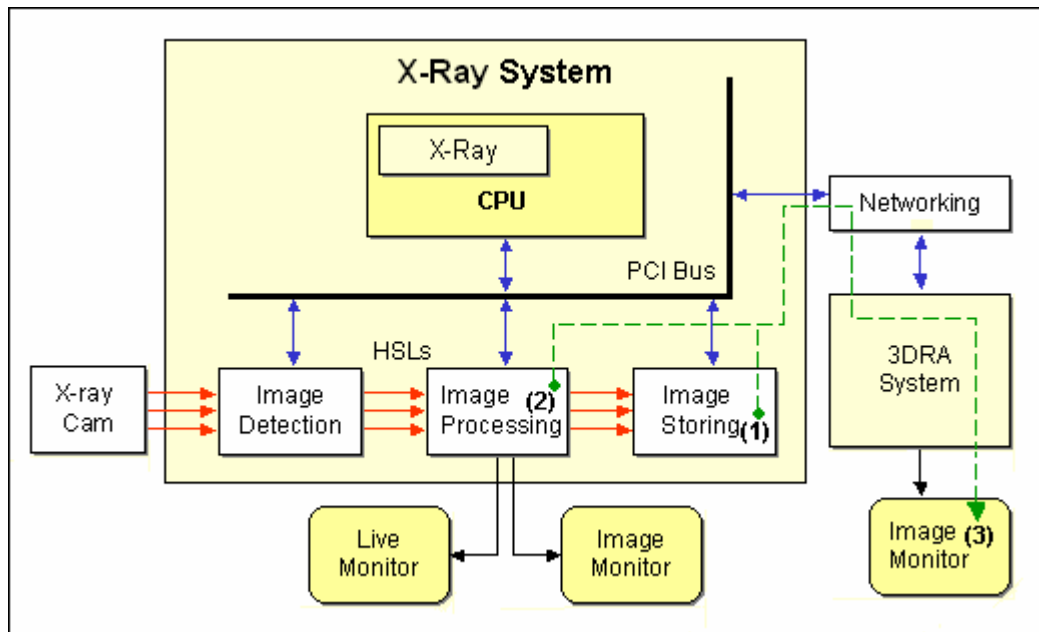 X-Ray System
X-Ray
CPU
Networking
PCI Bus
HSLs
3DRA
System
X-ray
Cam
Image
Detection
Image (2)
Processing
Image
Storing (1)
Live
Monitor
Image
Monitor
Image (3)
Monitor